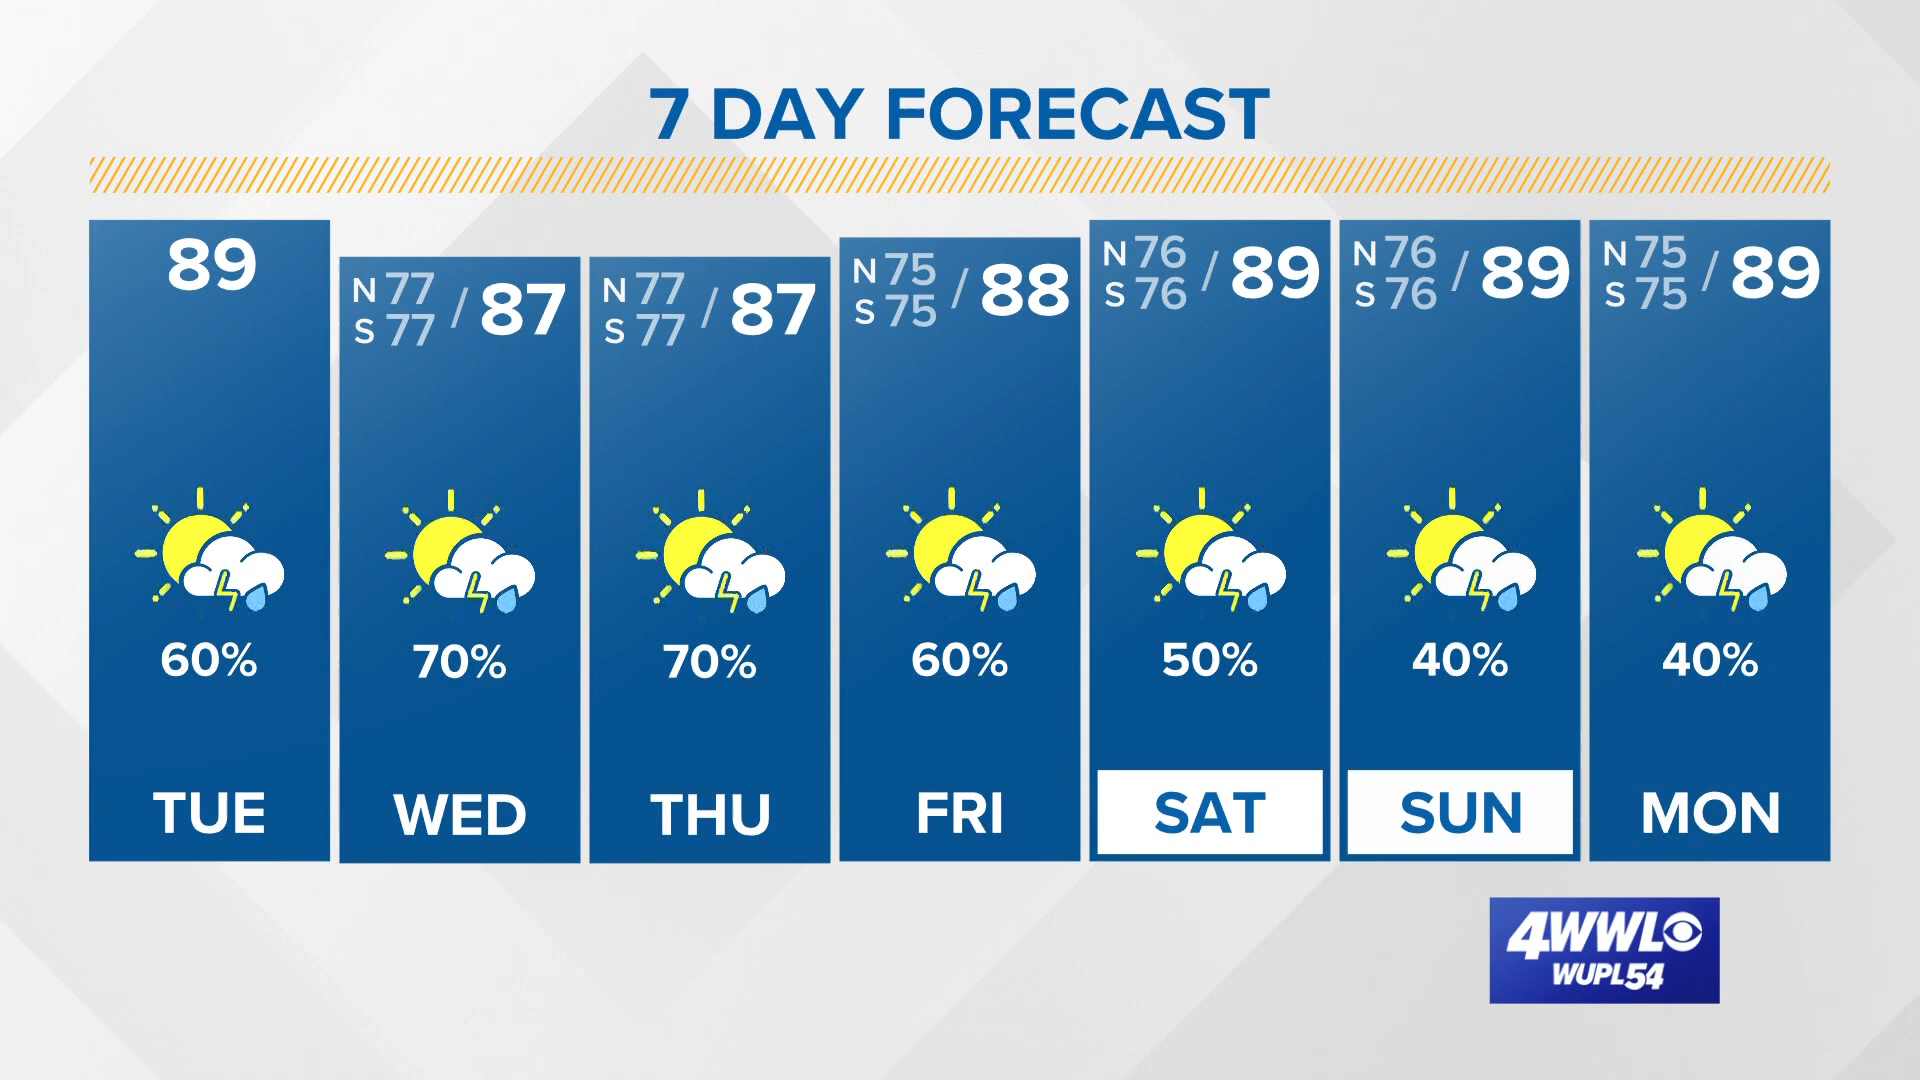 7 DAY FORECAST
89
60%
TUE
N 77 / 87
S 77
70%
WED
N 77 / 87
S 77
70%
THU
N 75 / 88
S 75
60%
FRI
N 76 / 89
S 76
50%
SAT
N 76 / 89
S 76
40%
SUN
N 75 / 89
S 75
40%
MON
4WWL
WUPL54